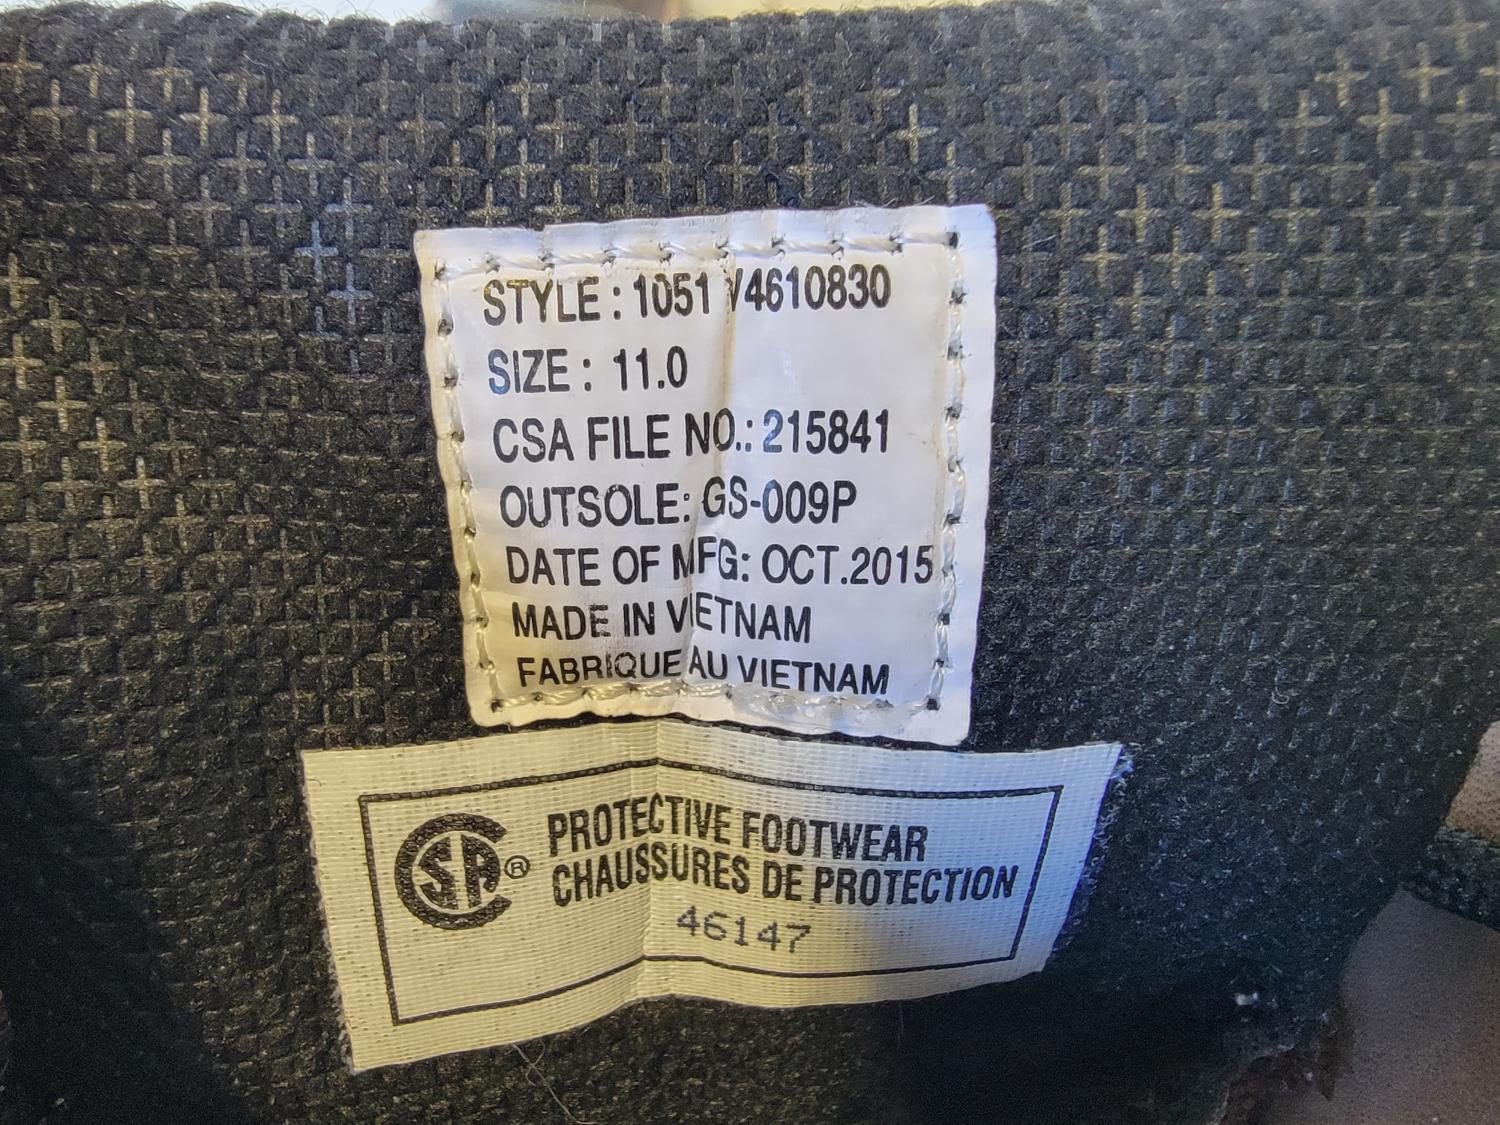 STYLE : 1051 V4610830
SIZE : 11.0
CSA FILE NO.: 215841
OUTSOLE: GS-009P
DATE OF MFG: OCT.2015
MADE IN VIETNAM
FABRIQUE AU VIETNAM
CSA® PROTECTIVE FOOTWEAR
CHAUSSURES DE PROTECTION
46147